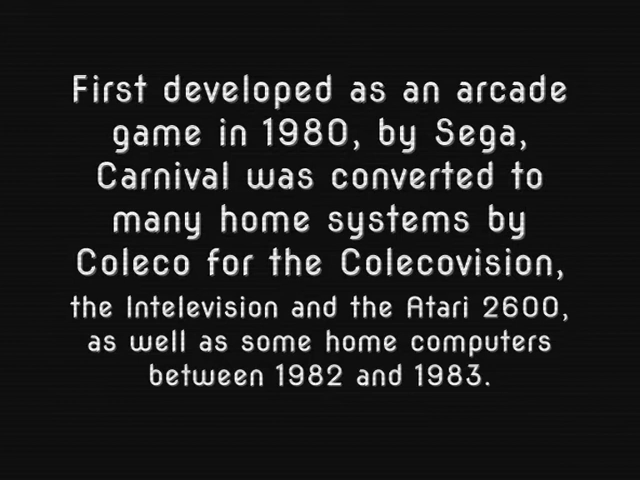 First developed as an arcade
game in 1980, by Sega,
Carnival was converted to
many home systems by
Coleco for the Colecovision,
the Intelevision and the Atari 2600,
as well as some home computers
between 1982 and 1983.